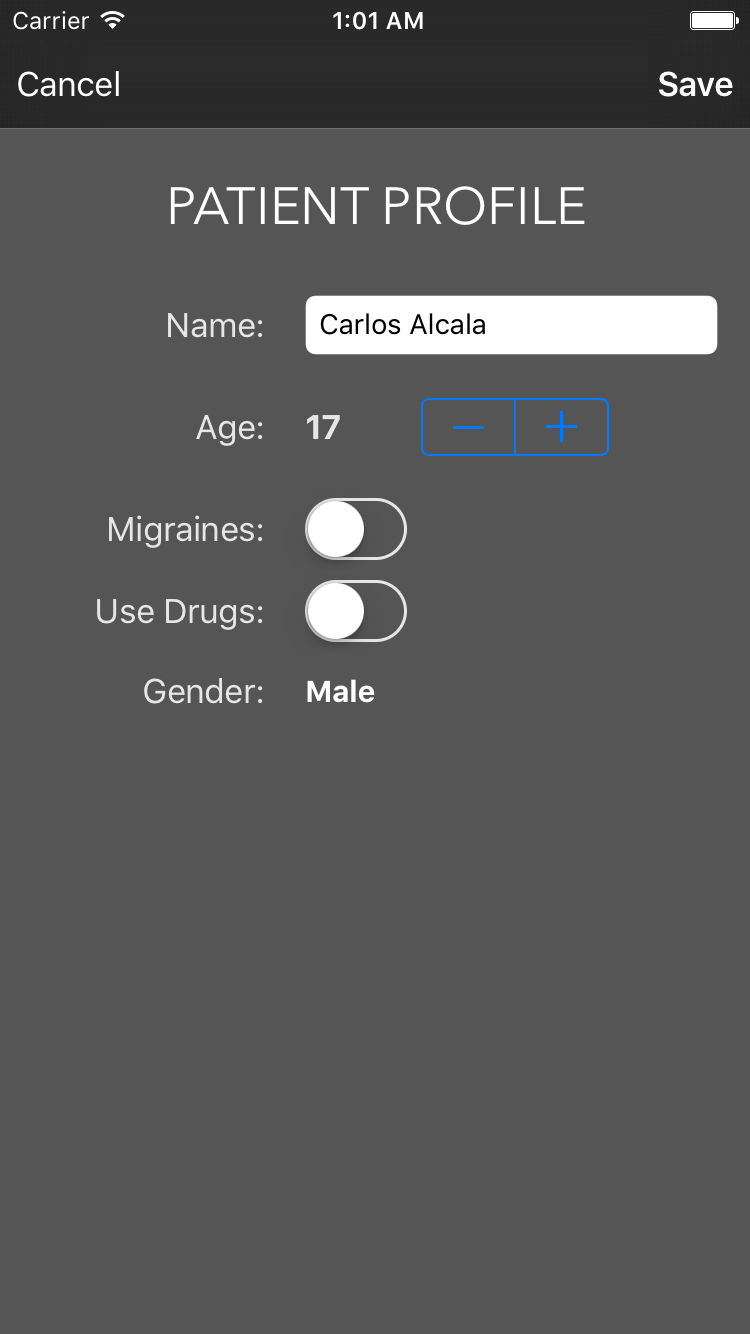 Carrier 1:01 AM
Cancel Save
PATIENT PROFILE
Name: Carlos Alcala
Age: 17 — +
Migraines:
Use Drugs:
Gender: Male